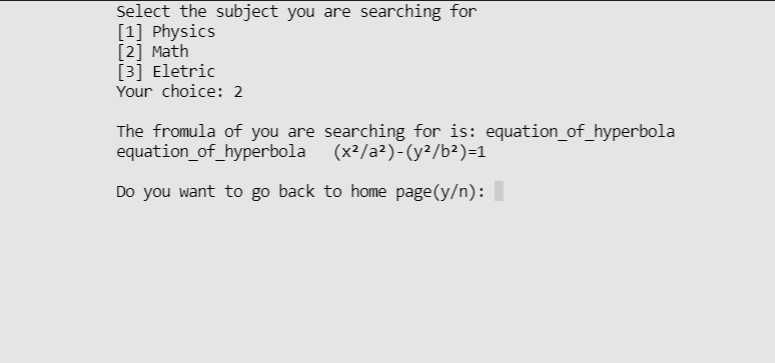 Select the subject you are searching for
[1] Physics
[2] Math
[3] Eletric
Your choice: 2
The fromula of you are searching for is: equation_of_hyperbola
equation_of_hyperbola (x²/a²)-(y²/b²)=1
Do you want to go back to home page(y/n):